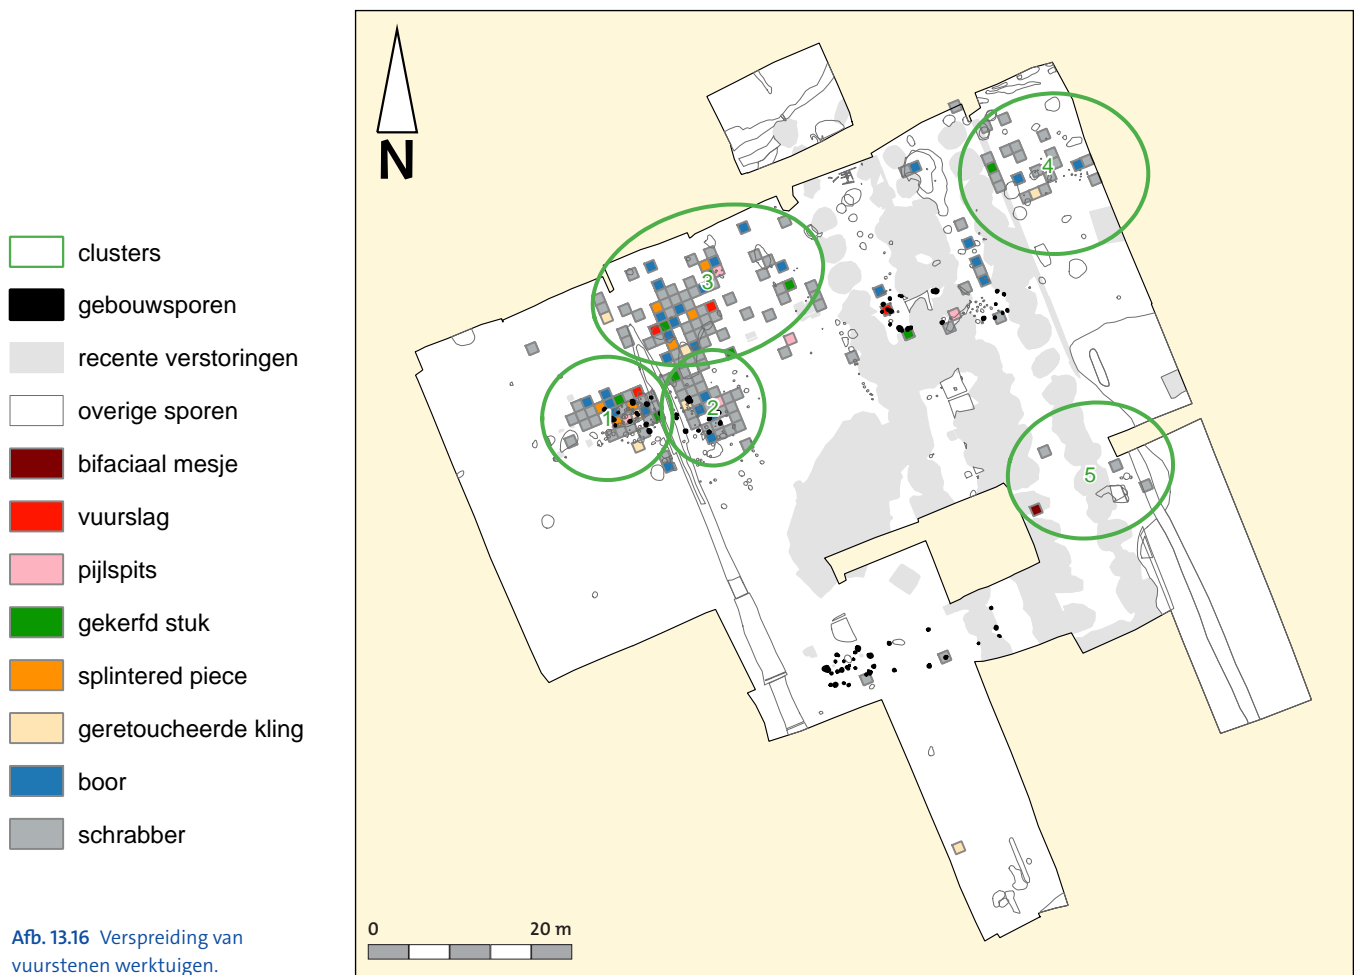 N
clusters
gebouwsporen
recente verstoringen
overige sporen
bifaciaal mesje
vuurslag
pijlspits
gekerfd stuk
splintered piece
geretoucheerde kling
boor
schrabber
4
3
1
2
5
0 20 m
Afb. 13.16 Verspreiding van
vuurstenen werktuigen.